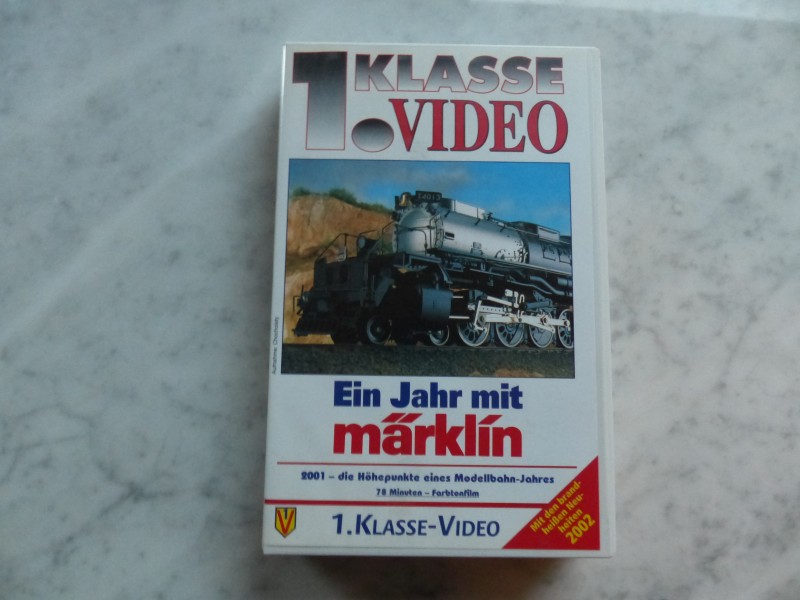 1. KLASSE
VIDEO
Ein Jahr mit
märklin
2001 – die Höhepunkte eines Modellbahn-Jahres
78 Minuten – Farbtonfilm
1.KLASSE-VIDEO
Mit den brand-
heißen Neu-
heiten
2002